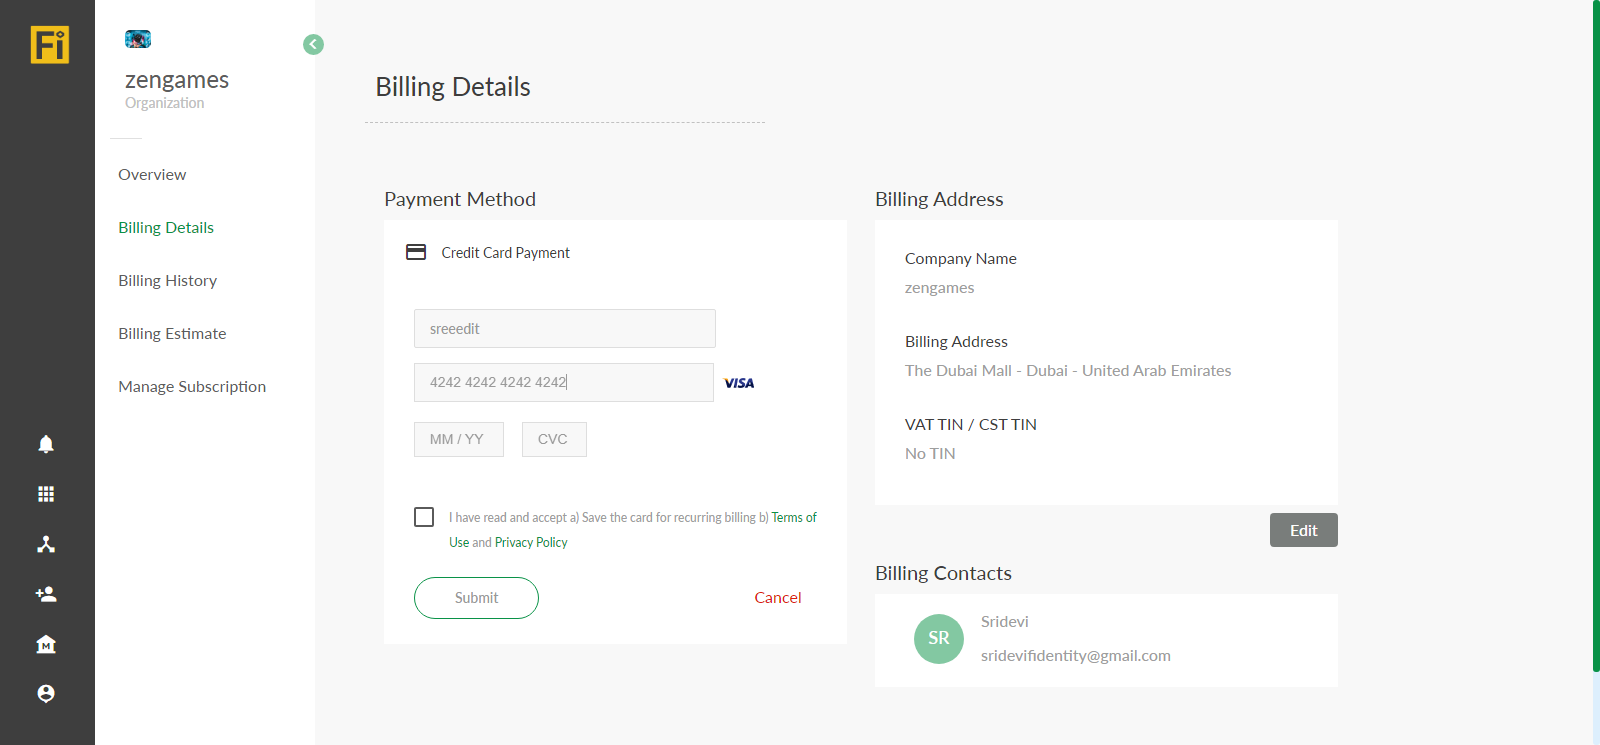 Fi
zengames
Organization
Overview
Billing Details
Billing History
Billing Estimate
Manage Subscription
M
Billing Details
Payment Method
Credit Card Payment
sreeedit
4242 4242 4242 4242
VISA
MM / YY
CVC
I have read and accept a) Save the card for recurring billing b) Terms of
Use and Privacy Policy
Submit
Cancel
Billing Address
Company Name
zengames
Billing Address
The Dubai Mall - Dubai - United Arab Emirates
VAT TIN / CST TIN
No TIN
Edit
Billing Contacts
SR
Sridevi
sridevifidentity@gmail.com